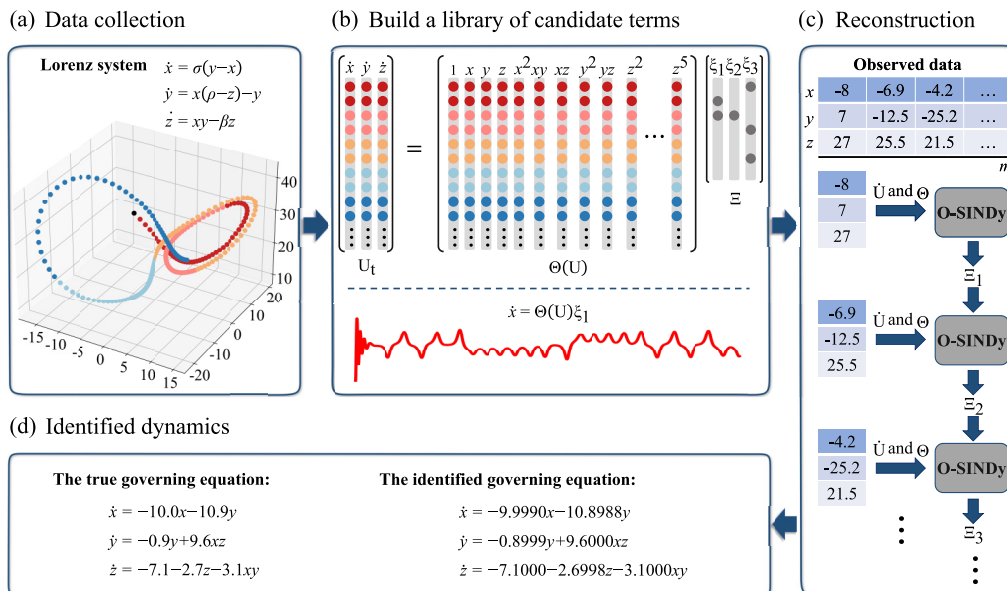 (a) Data collection
Lorenz system
ẋ = σ(y−x)
ẏ = x(ρ−z)−y
ż = xy−βz
40
30
20
10
-15
-10
-5
0
5
10
15
-20
-10
0
10
20
(b) Build a library of candidate terms
ẋ ẏ ż
=
1 x y z x² xy xz y² yz z² z⁵
...
ξ₁ ξ₂ ξ₃
Ξ
U_t
Θ(U)
ẋ = Θ(U)ξ₁
(c) Reconstruction
Observed data
x -8 -6.9 -4.2 ...
y 7 -12.5 -25.2 ...
z 27 25.5 21.5 ...
m
-8
7
27
U̇ and Θ
O-SINDy
Ξ₁
-6.9
-12.5
25.5
U̇ and Θ
O-SINDy
Ξ₂
-4.2
-25.2
21.5
U̇ and Θ
O-SINDy
Ξ₃
(d) Identified dynamics
The true governing equation:
ẋ = −10.0x−10.9y
ẏ = −0.9y+9.6xz
ż = −7.1−2.7z−3.1xy
The identified governing equation:
ẋ = −9.9990x−10.8988y
ẏ = −0.8999y+9.6000xz
ż = −7.1000−2.6998z−3.1000xy